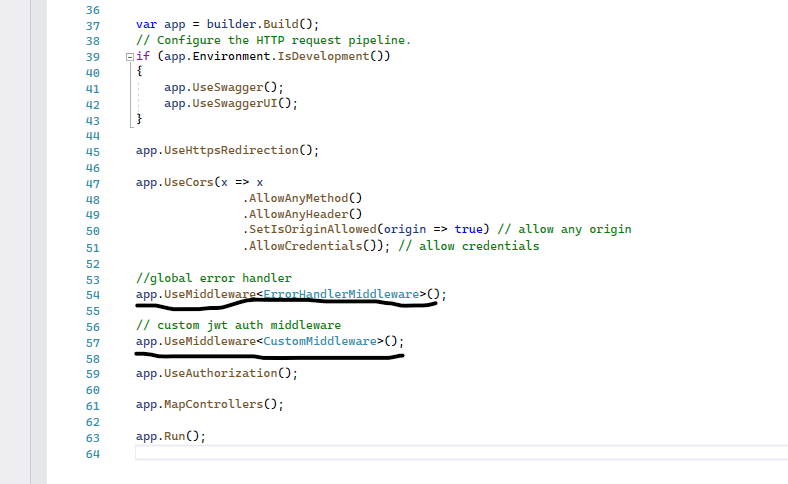 36
37 var app = builder.Build();
38 // Configure the HTTP request pipeline.
39 if (app.Environment.IsDevelopment())
40 {
41 app.UseSwagger();
42 app.UseSwaggerUI();
43 }
44
45 app.UseHttpsRedirection();
46
47 app.UseCors(x => x
48 .AllowAnyMethod()
49 .AllowAnyHeader()
50 .SetIsOriginAllowed(origin => true) // allow any origin
51 .AllowCredentials()); // allow credentials
52
53 //global error handler
54 app.UseMiddleware<ErrorHandlerMiddleware>();
55
56 // custom jwt auth middleware
57 app.UseMiddleware<CustomMiddleware>();
58
59 app.UseAuthorization();
60
61 app.MapControllers();
62
63 app.Run();
64